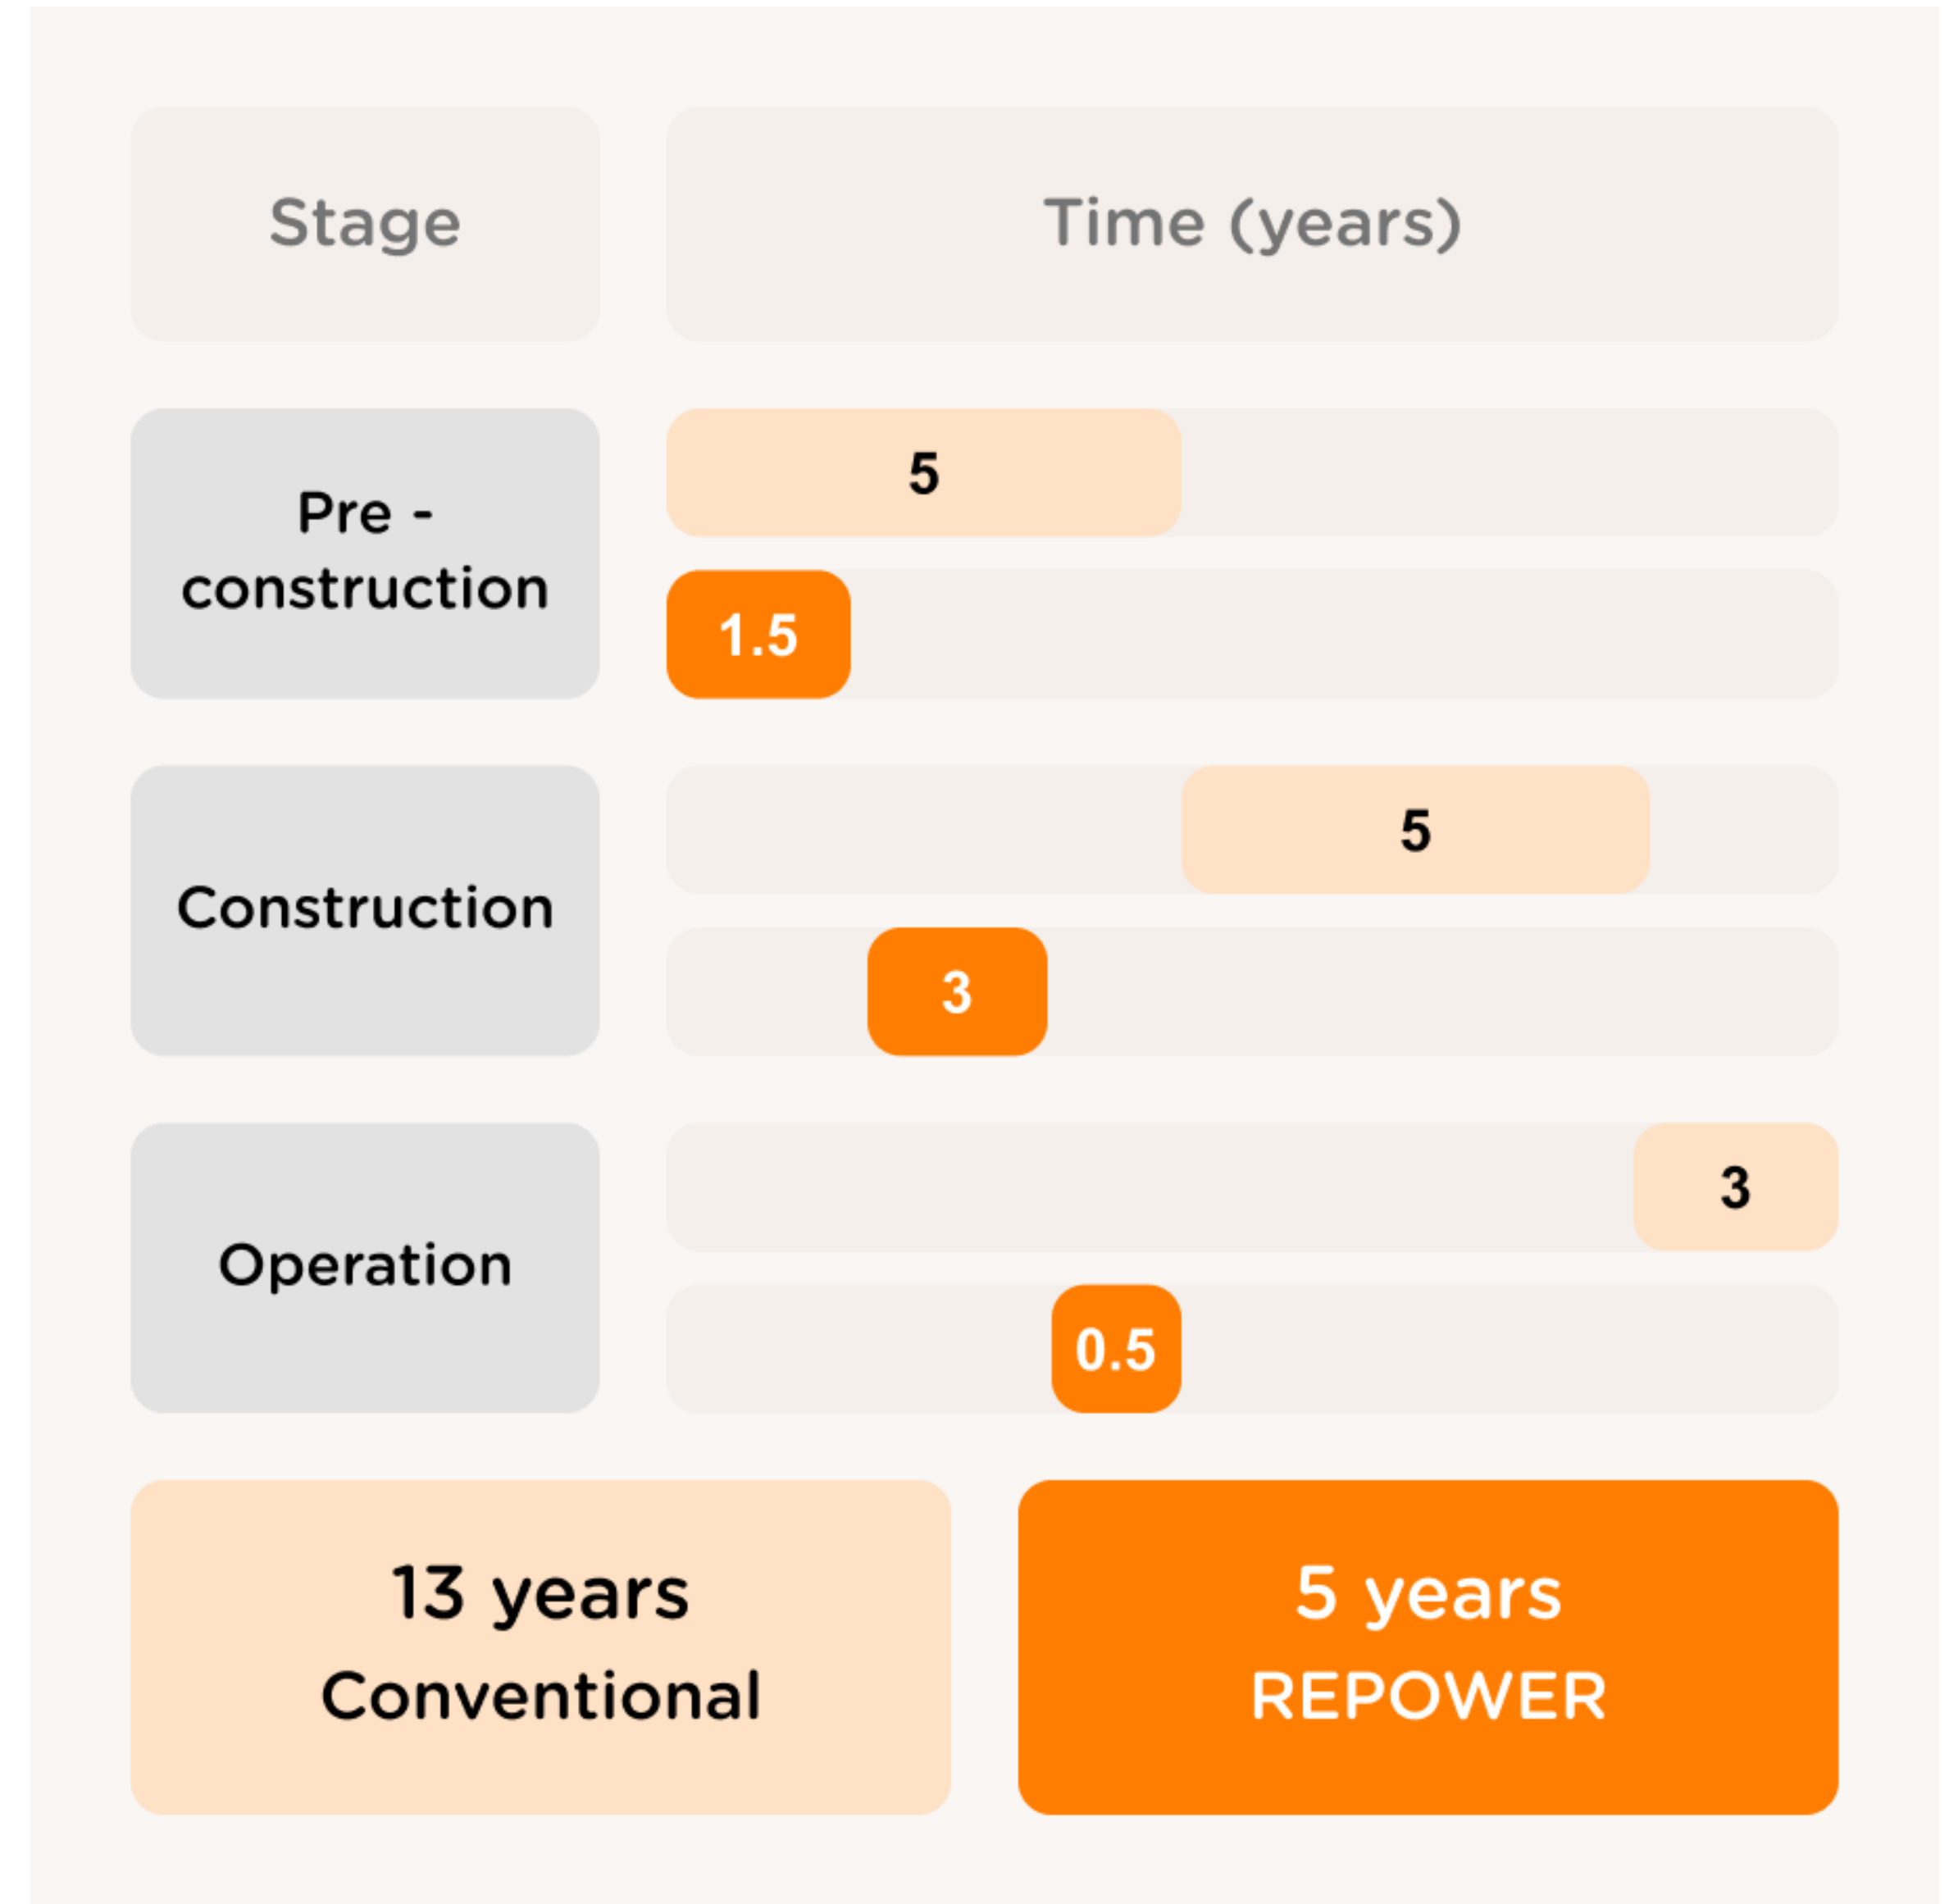 Stage
Time (years)
Pre -
construction
5
1.5
Construction
5
3
Operation
3
0.5
13 years
Conventional
5 years
REPOWER